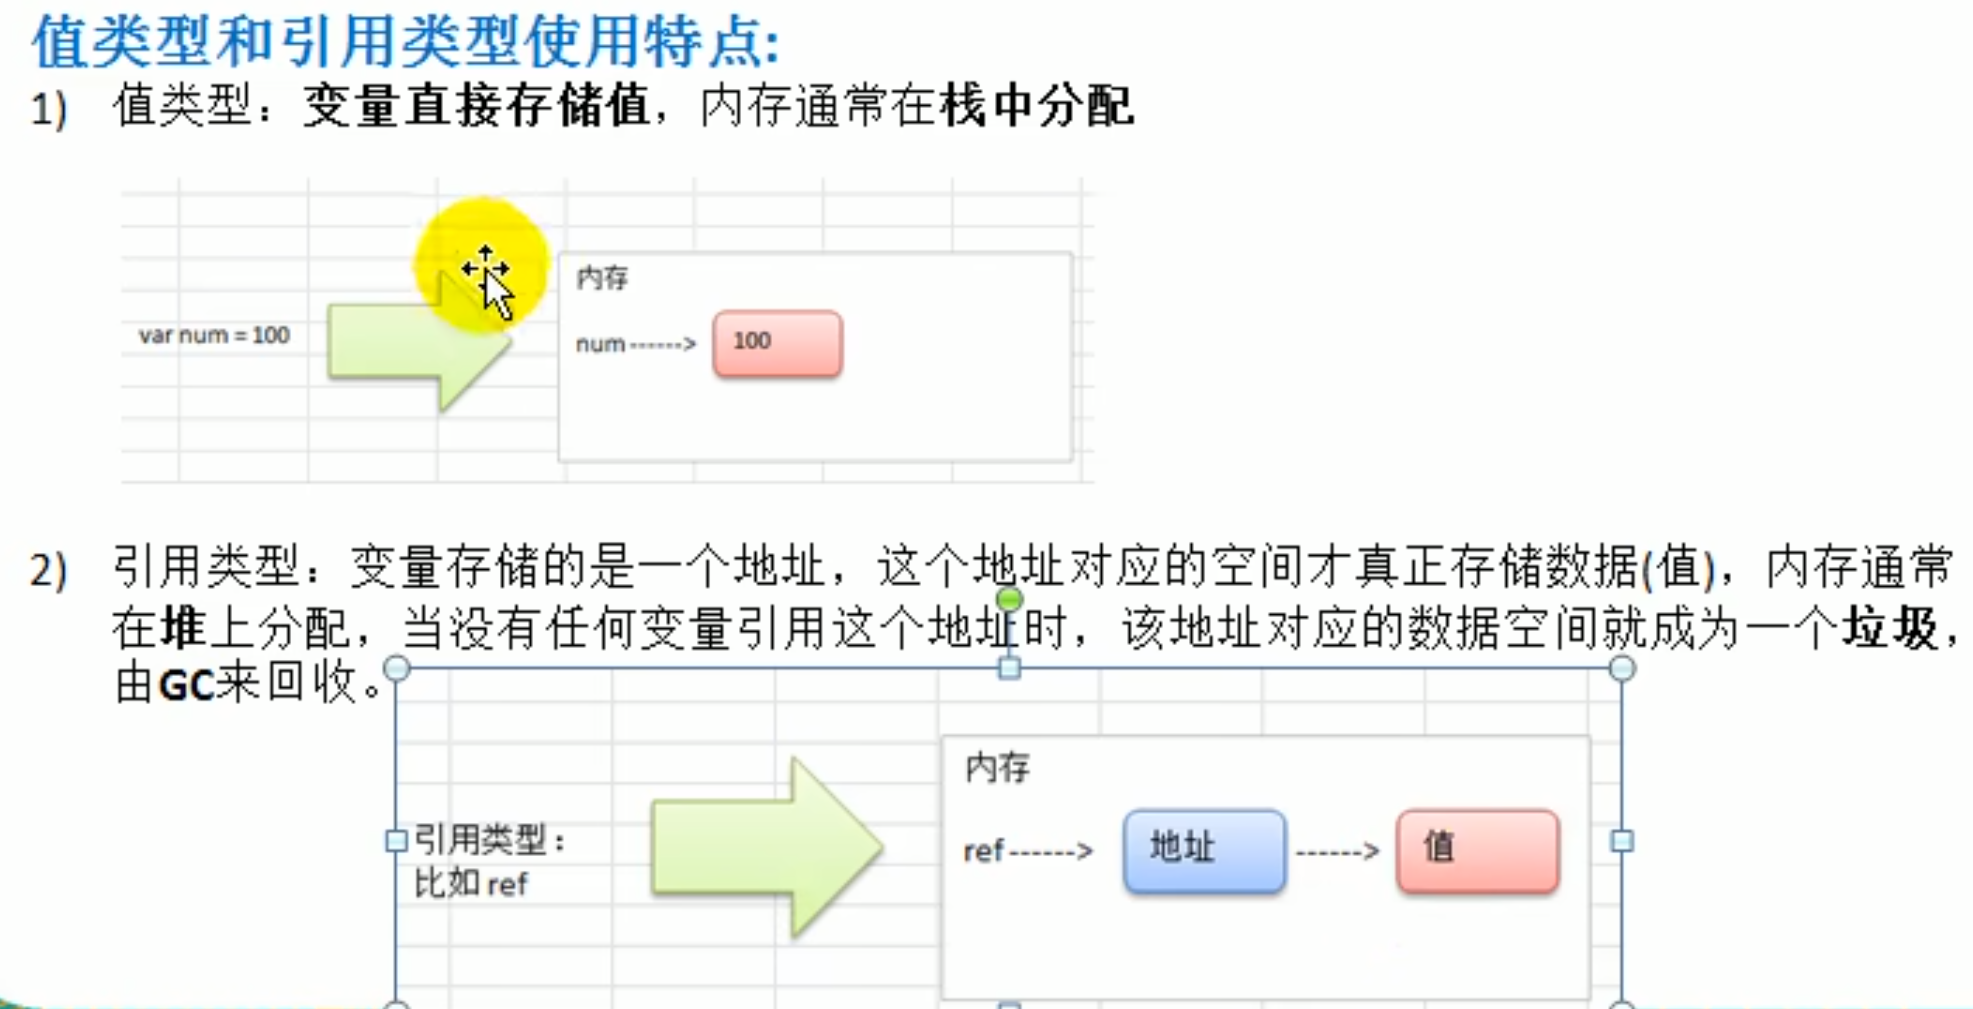 值类型和引用类型使用特点:
1) 值类型：变量直接存储值，内存通常在栈中分配
内存
var num = 100
num------>
100
2) 引用类型：变量存储的是一个地址，这个地址对应的空间才真正存储数据(值)，内存通常
在堆上分配，当没有任何变量引用这个地址时，该地址对应的数据空间就成为一个垃圾，
由GC来回收。
内存
引用类型：
比如 ref
ref------>
地址
------>
值